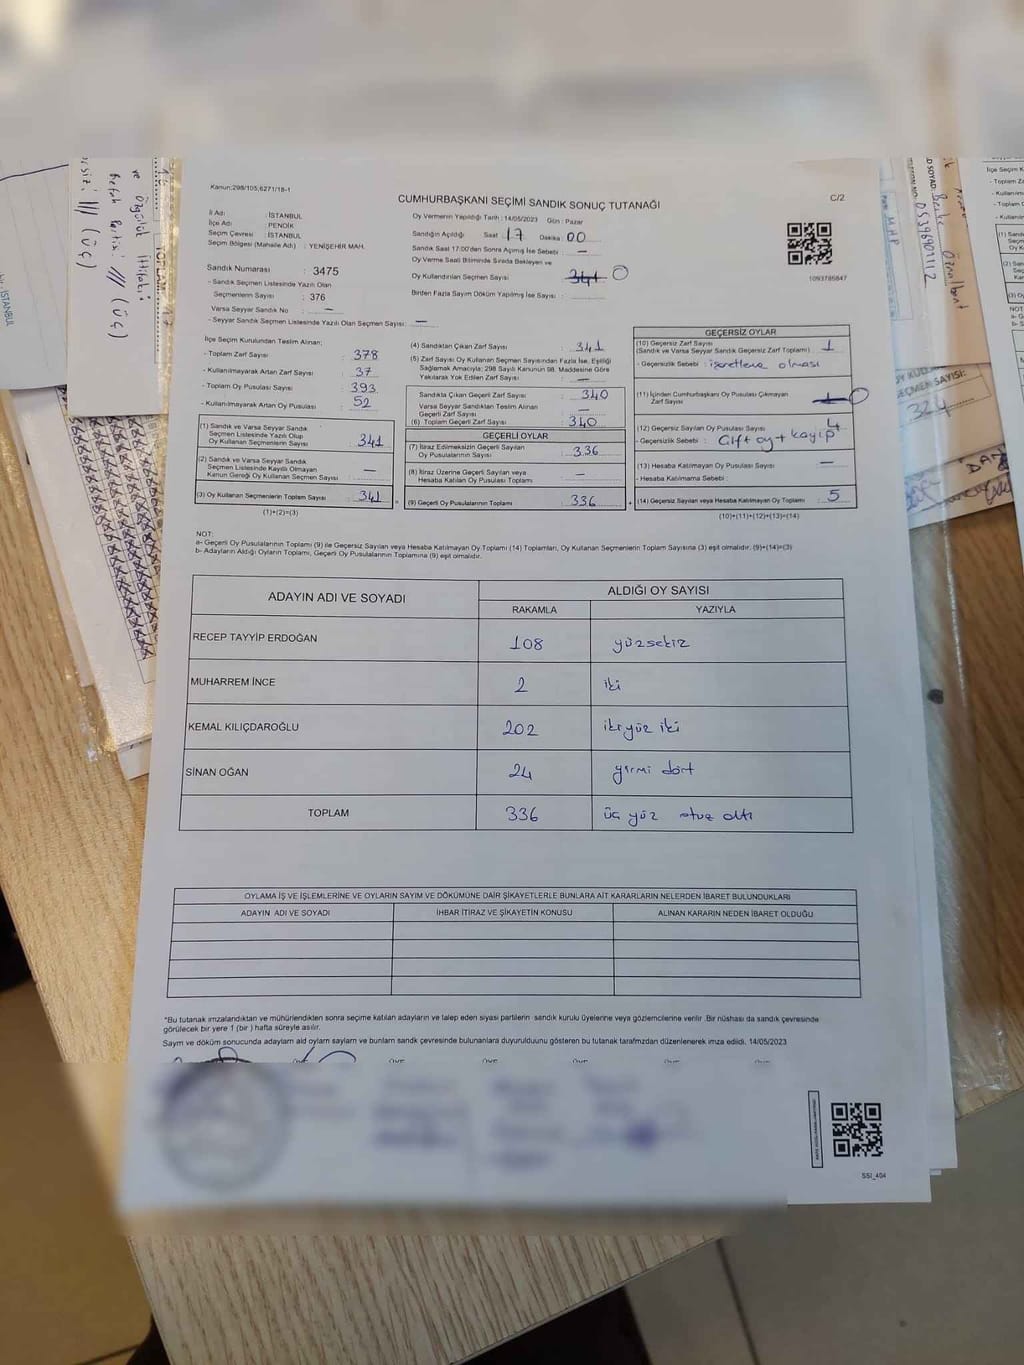 Kanun:298/105,6271/18-1
CUMHURBAŞKANI SEÇİMİ SANDIK SONUÇ TUTANAĞI
C/2
İl Adı : İSTANBUL
İlçe Adı : PENDİK
Seçim Çevresi : İSTANBUL
Seçim Bölgesi (Mahalle Adı) : YENİŞEHİR MAH.
Sandık Numarası : 3475
- Sandık Seçmen Listesinde Yazılı Olan
Seçmenlerin Sayısı : 376
Varsa Seyyar Sandık No : —
- Seyyar Sandık Seçmen Listesinde Yazılı Olan Seçmen Sayısı: —
Oy Vermenin Yapıldığı Tarih : 14/05/2023 Gün : Pazar
Sandığın Açıldığı Saat 17 Dakika : 00
Sandık Saat 17:00'den Sonra Açılmış İse Sebebi : —
Oy Verme Saati Bitiminde Sırada Bekleyen ve
Oy Kullandırılan Seçmen Sayısı 341 0
Birden Fazla Sayım Döküm Yapılmış İse Sayısı :
1093785847
İlçe Seçim Kurulundan Teslim Alınan;
- Toplam Zarf Sayısı : 378
- Kullanılmayarak Artan Zarf Sayısı : 37
- Toplam Oy Pusulası Sayısı : 393
- Kullanılmayarak Artan Oy Pusulası : 52
(1) Sandık ve Varsa Seyyar Sandık
Seçmen Listesinde Yazılı Olup
Oy Kullanan Seçmenlerin Sayısı : 341
(2) Sandık ve Varsa Seyyar Sandık
Seçmen Listesinde Kayıtlı Olmayan
Kanun Gereği Oy Kullanan Seçmen Sayısı : —
(3) Oy Kullanan Seçmenlerin Toplam Sayısı : 341
(1)+(2)=(3)
(4) Sandıktan Çıkan Zarf Sayısı : 341
(5) Zarf Sayısı Oy Kullanan Seçmen Sayısından Fazla İse, Eşitliği
Sağlamak Amacıyla; 298 Sayılı Kanunun 98. Maddesine Göre
Yakılarak Yok Edilen Zarf Sayısı : —
Sandıkta Çıkan Geçerli Zarf Sayısı : 340
Varsa Seyyar Sandıktan Teslim Alınan
Geçerli Zarf Sayısı : —
(6) Toplam Geçerli Zarf Sayısı : 340
GEÇERLİ OYLAR
(7) İtiraz Edilmeksizin Geçerli Sayılan
Oy Pusulalarının Sayısı : 336
(8) İtiraz Üzerine Geçerli Sayılan veya
Hesaba Katılan Oy Pusulası Toplamı : —
(9) Geçerli Oy Pusulalarının Toplamı : 336
GEÇERSİZ OYLAR
(10) Geçersiz Zarf Sayısı
(Sandık ve Varsa Seyyar Sandık Geçersiz Zarf Toplamı) : 1
- Geçersizlik Sebebi : işaretleme olması
(11) İçinden Cumhurbaşkanı Oy Pusulası Çıkmayan
Zarf Sayısı : 0
(12) Geçersiz Sayılan Oy Pusulası Sayısı : 4
- Geçersizlik Sebebi : Çift oy + kayıp
(13) Hesaba Katılmayan Oy Pusulası Sayısı : —
- Hesaba Katılmama Sebebi :
(14) Geçersiz Sayılan veya Hesaba Katılmayan Oy Toplamı : 5
(10)+(11)+(12)+(13)=(14)
NOT:
a- Geçerli Oy Pusulalarının Toplamı (9) ile Geçersiz Sayılan veya Hesaba Katılmayan Oy Toplamı (14) Toplamları, Oy Kullanan Seçmenlerin Toplam Sayısına (3) eşit olmalıdır. (9)+(14)=(3)
b- Adayların Aldığı Oyların Toplamı, Geçerli Oy Pusulalarının Toplamına (9) eşit olmalıdır.
ADAYIN ADI VE SOYADI
ALDIĞI OY SAYISI
RAKAMLA YAZIYLA
RECEP TAYYİP ERDOĞAN 108 yüzsekiz
MUHARREM İNCE 2 iki
KEMAL KILIÇDAROĞLU 202 ikiyüz iki
SİNAN OĞAN 24 yirmi dört
TOPLAM 336 üç yüz otuz altı
OYLAMA İŞ VE İŞLEMLERİNE VE OYLARIN SAYIM VE DÖKÜMÜNE DAİR ŞİKAYETLERLE BUNLARA AİT KARARLARIN NELERDEN İBARET BULUNDUKLARI
ADAYIN ADI VE SOYADI İHBAR İTİRAZ VE ŞİKAYETİN KONUSU ALINAN KARARIN NEDEN İBARET OLDUĞU
*Bu tutanak imzalandıktan ve mühürlendikten sonra seçime katılan adayların ve talep eden siyasi partilerin sandık kurulu üyelerine veya gözlemcilerine verilir .Bir nüshası da sandık çevresinde
görülecek bir yere 1 (bir ) hafta süreyle asılır.
Sayım ve döküm sonucunda adayların aldı oyların sayların ve bunların sandk çevresinde bulunanlara duyurulduunu gösteren bu tutanak tarafmzdan düzenlenerek imza edildi. 14/05/2023
SSI_404
ve Özgürlük İttifakı
Refah Partisi /// (ÜÇ)
/// (ÜÇ)
İSTANBUL
MHP
05396907112
SEÇMEN SAYISI:
324